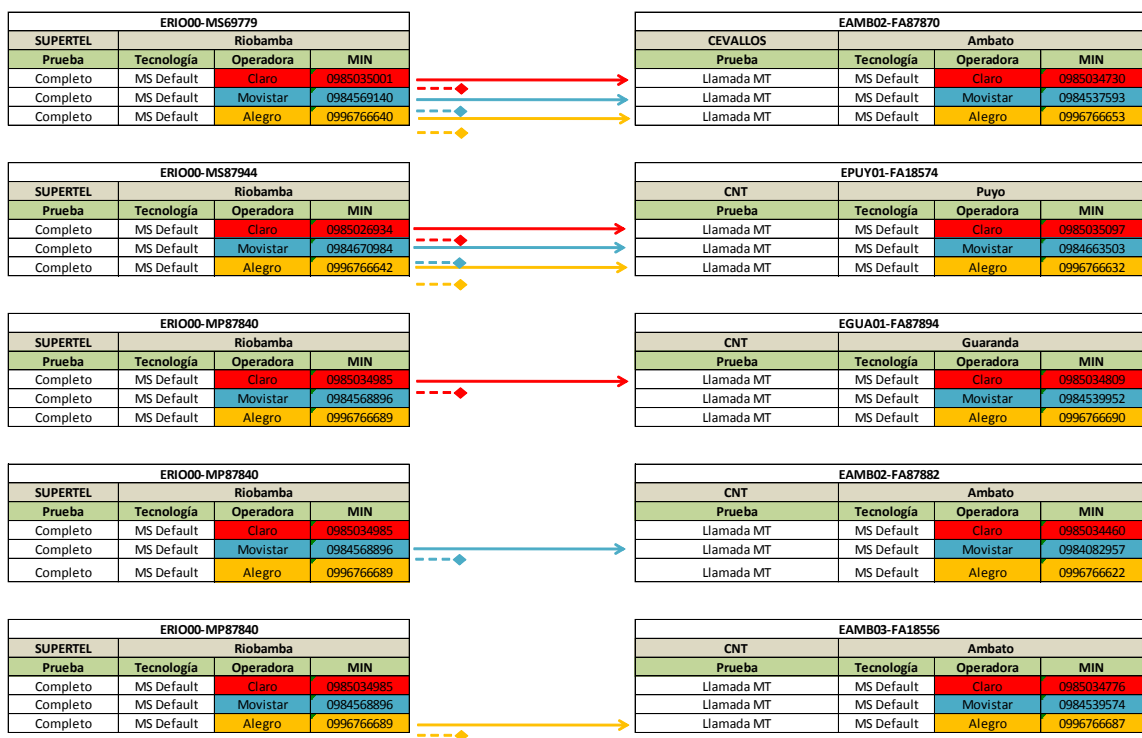 ERIO00-MS69779 EAMB02-FA87870
SUPERTEL Riobamba CEVALLOS Ambato
Prueba Tecnología Operadora MIN Prueba Tecnología Operadora MIN
Completo MS Default Claro 0985035001 Llamada MT MS Default Claro 0985034730
Completo MS Default Movistar 0984569140 Llamada MT MS Default Movistar 0984537593
Completo MS Default Alegro 0996766640 Llamada MT MS Default Alegro 0996766653
ERIO00-MS87944 EPUY01-FA18574
SUPERTEL Riobamba CNT Puyo
Prueba Tecnología Operadora MIN Prueba Tecnología Operadora MIN
Completo MS Default Claro 0985026934 Llamada MT MS Default Claro 0985035097
Completo MS Default Movistar 0984670984 Llamada MT MS Default Movistar 0984663503
Completo MS Default Alegro 0996766642 Llamada MT MS Default Alegro 0996766632
ERIO00-MP87840 EGUA01-FA87894
SUPERTEL Riobamba CNT Guaranda
Prueba Tecnología Operadora MIN Prueba Tecnología Operadora MIN
Completo MS Default Claro 0985034985 Llamada MT MS Default Claro 0985034809
Completo MS Default Movistar 0984568896 Llamada MT MS Default Movistar 0984539952
Completo MS Default Alegro 0996766689 Llamada MT MS Default Alegro 0996766690
ERIO00-MP87840 EAMB02-FA87882
SUPERTEL Riobamba CNT Ambato
Prueba Tecnología Operadora MIN Prueba Tecnología Operadora MIN
Completo MS Default Claro 0985034985 Llamada MT MS Default Claro 0985034460
Completo MS Default Movistar 0984568896 Llamada MT MS Default Movistar 0984082957
Completo MS Default Alegro 0996766689 Llamada MT MS Default Alegro 0996766622
ERIO00-MP87840 EAMB03-FA18556
SUPERTEL Riobamba CNT Ambato
Prueba Tecnología Operadora MIN Prueba Tecnología Operadora MIN
Completo MS Default Claro 0985034985 Llamada MT MS Default Claro 0985034776
Completo MS Default Movistar 0984568896 Llamada MT MS Default Movistar 0984539574
Completo MS Default Alegro 0996766689 Llamada MT MS Default Alegro 0996766687